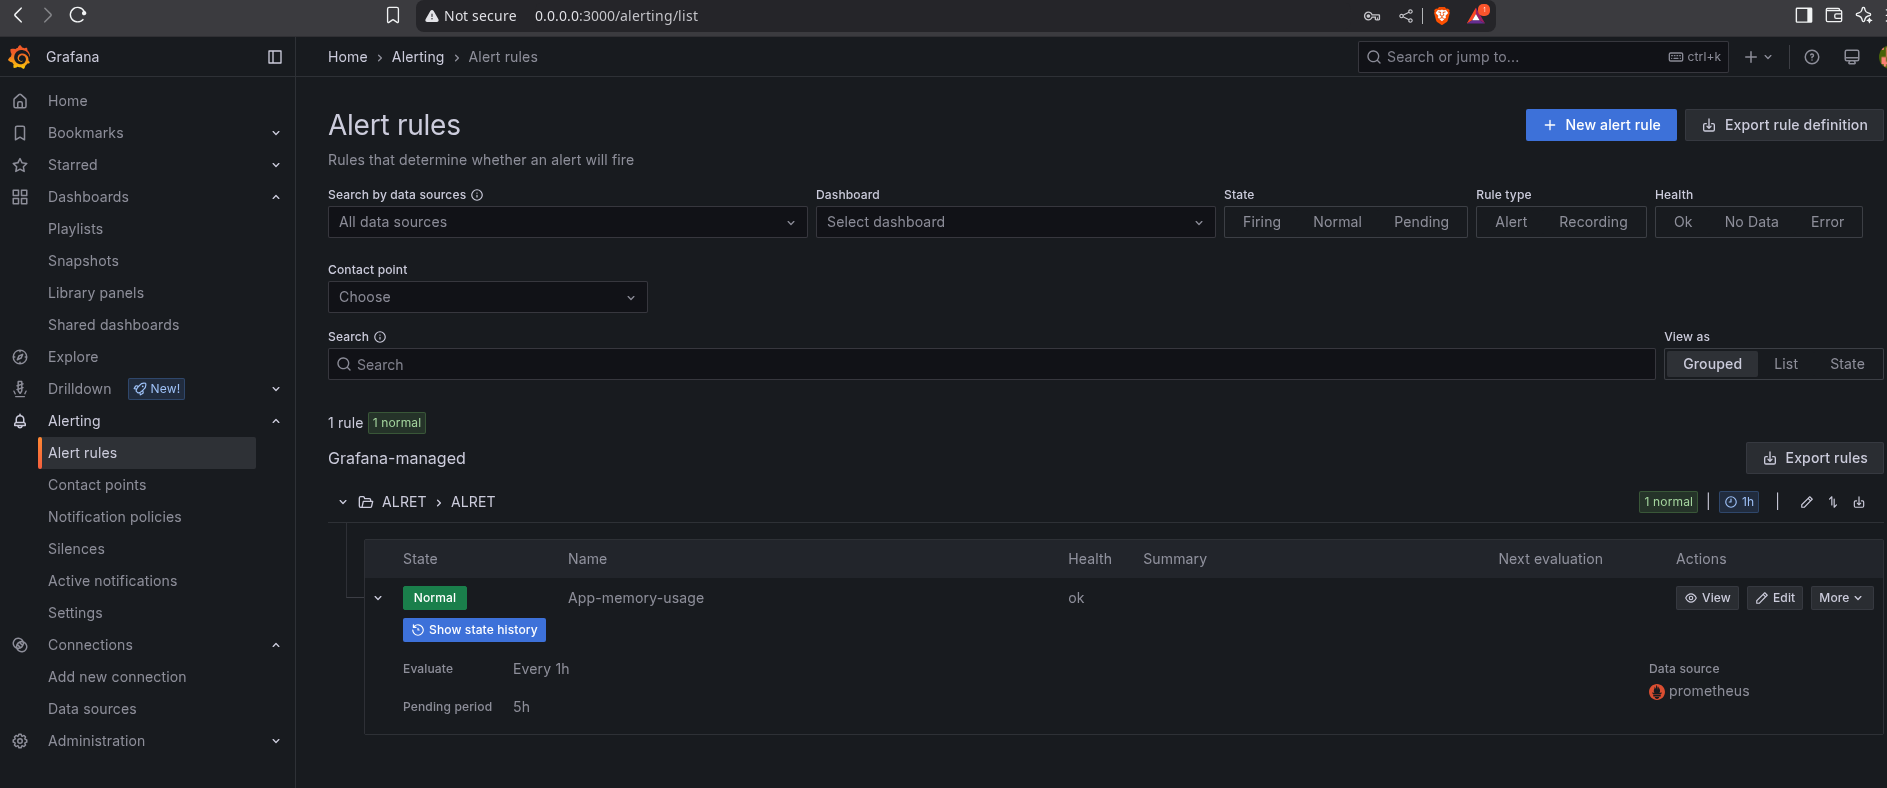 Not secure 0.0.0.0:3000/alerting/list
Grafana
Home › Alerting › Alert rules
Search or jump to... ctrl+k
Home
Bookmarks
Starred
Dashboards
Playlists
Snapshots
Library panels
Shared dashboards
Explore
Drilldown New!
Alerting
Alert rules
Contact points
Notification policies
Silences
Active notifications
Settings
Connections
Add new connection
Data sources
Administration
Alert rules
New alert rule Export rule definition
Rules that determine whether an alert will fire
Search by data sources Dashboard State Rule type Health
All data sources Select dashboard Firing Normal Pending Alert Recording Ok No Data Error
Contact point
Choose
Search View as
Search Grouped List State
1 rule 1 normal
Grafana-managed Export rules
ALRET › ALRET 1 normal | 1h |
State Name Health Summary Next evaluation Actions
Normal App-memory-usage ok View Edit More
Show state history
Evaluate Every 1h Data source
prometheus
Pending period 5h